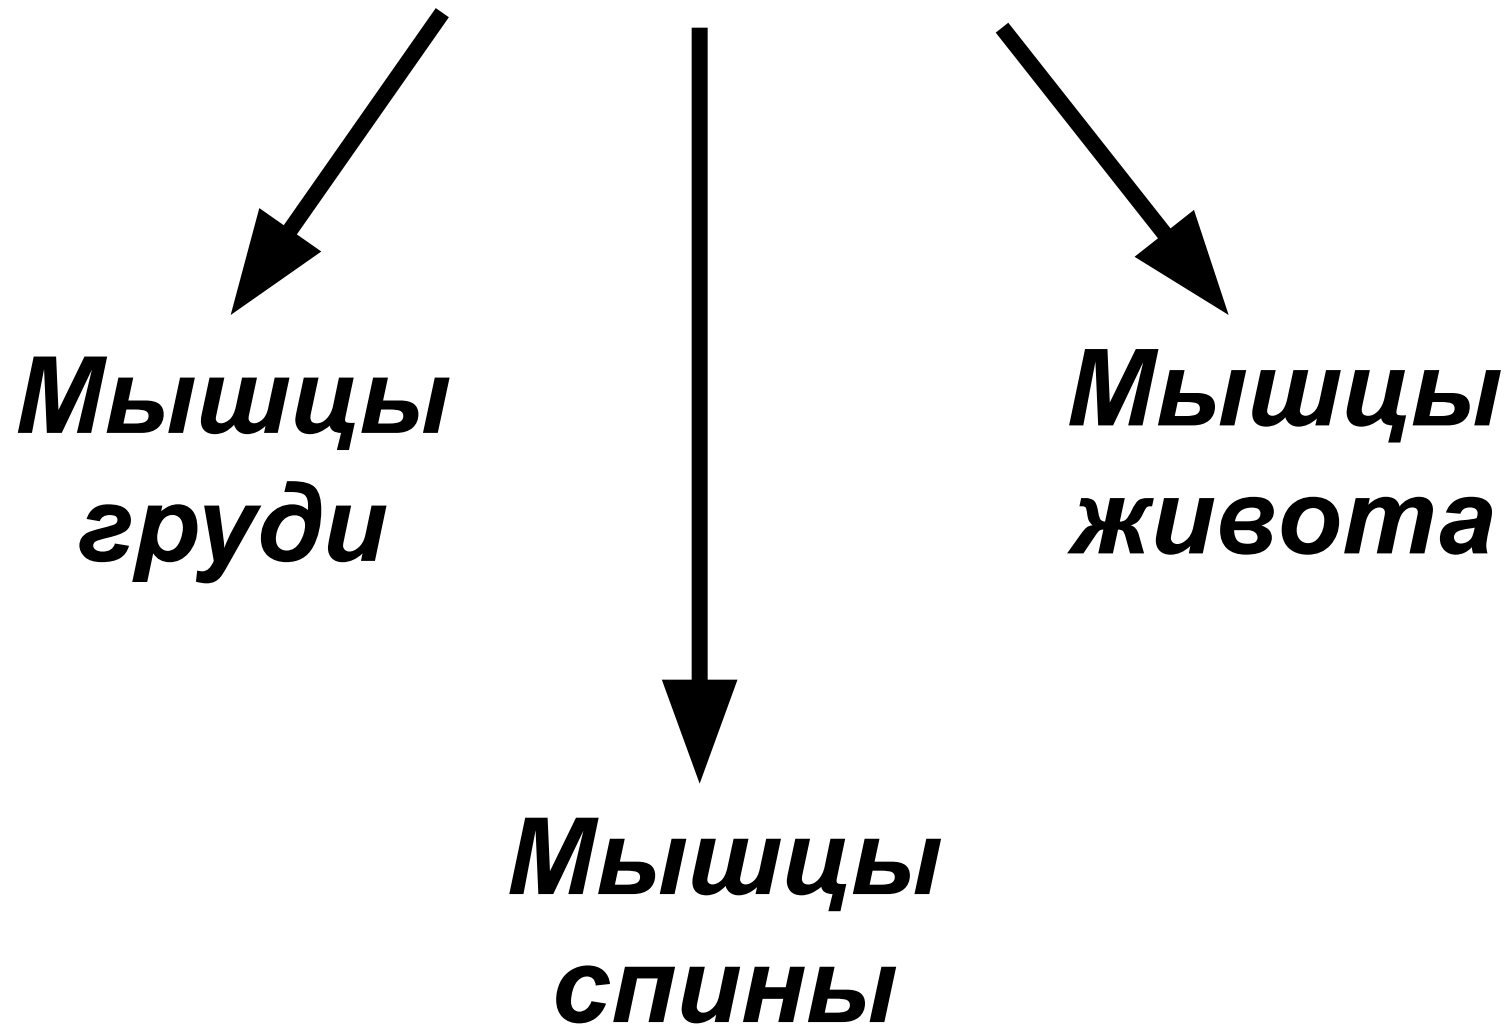 Мышцы
груди
Мышцы
живота
Мышцы
спины